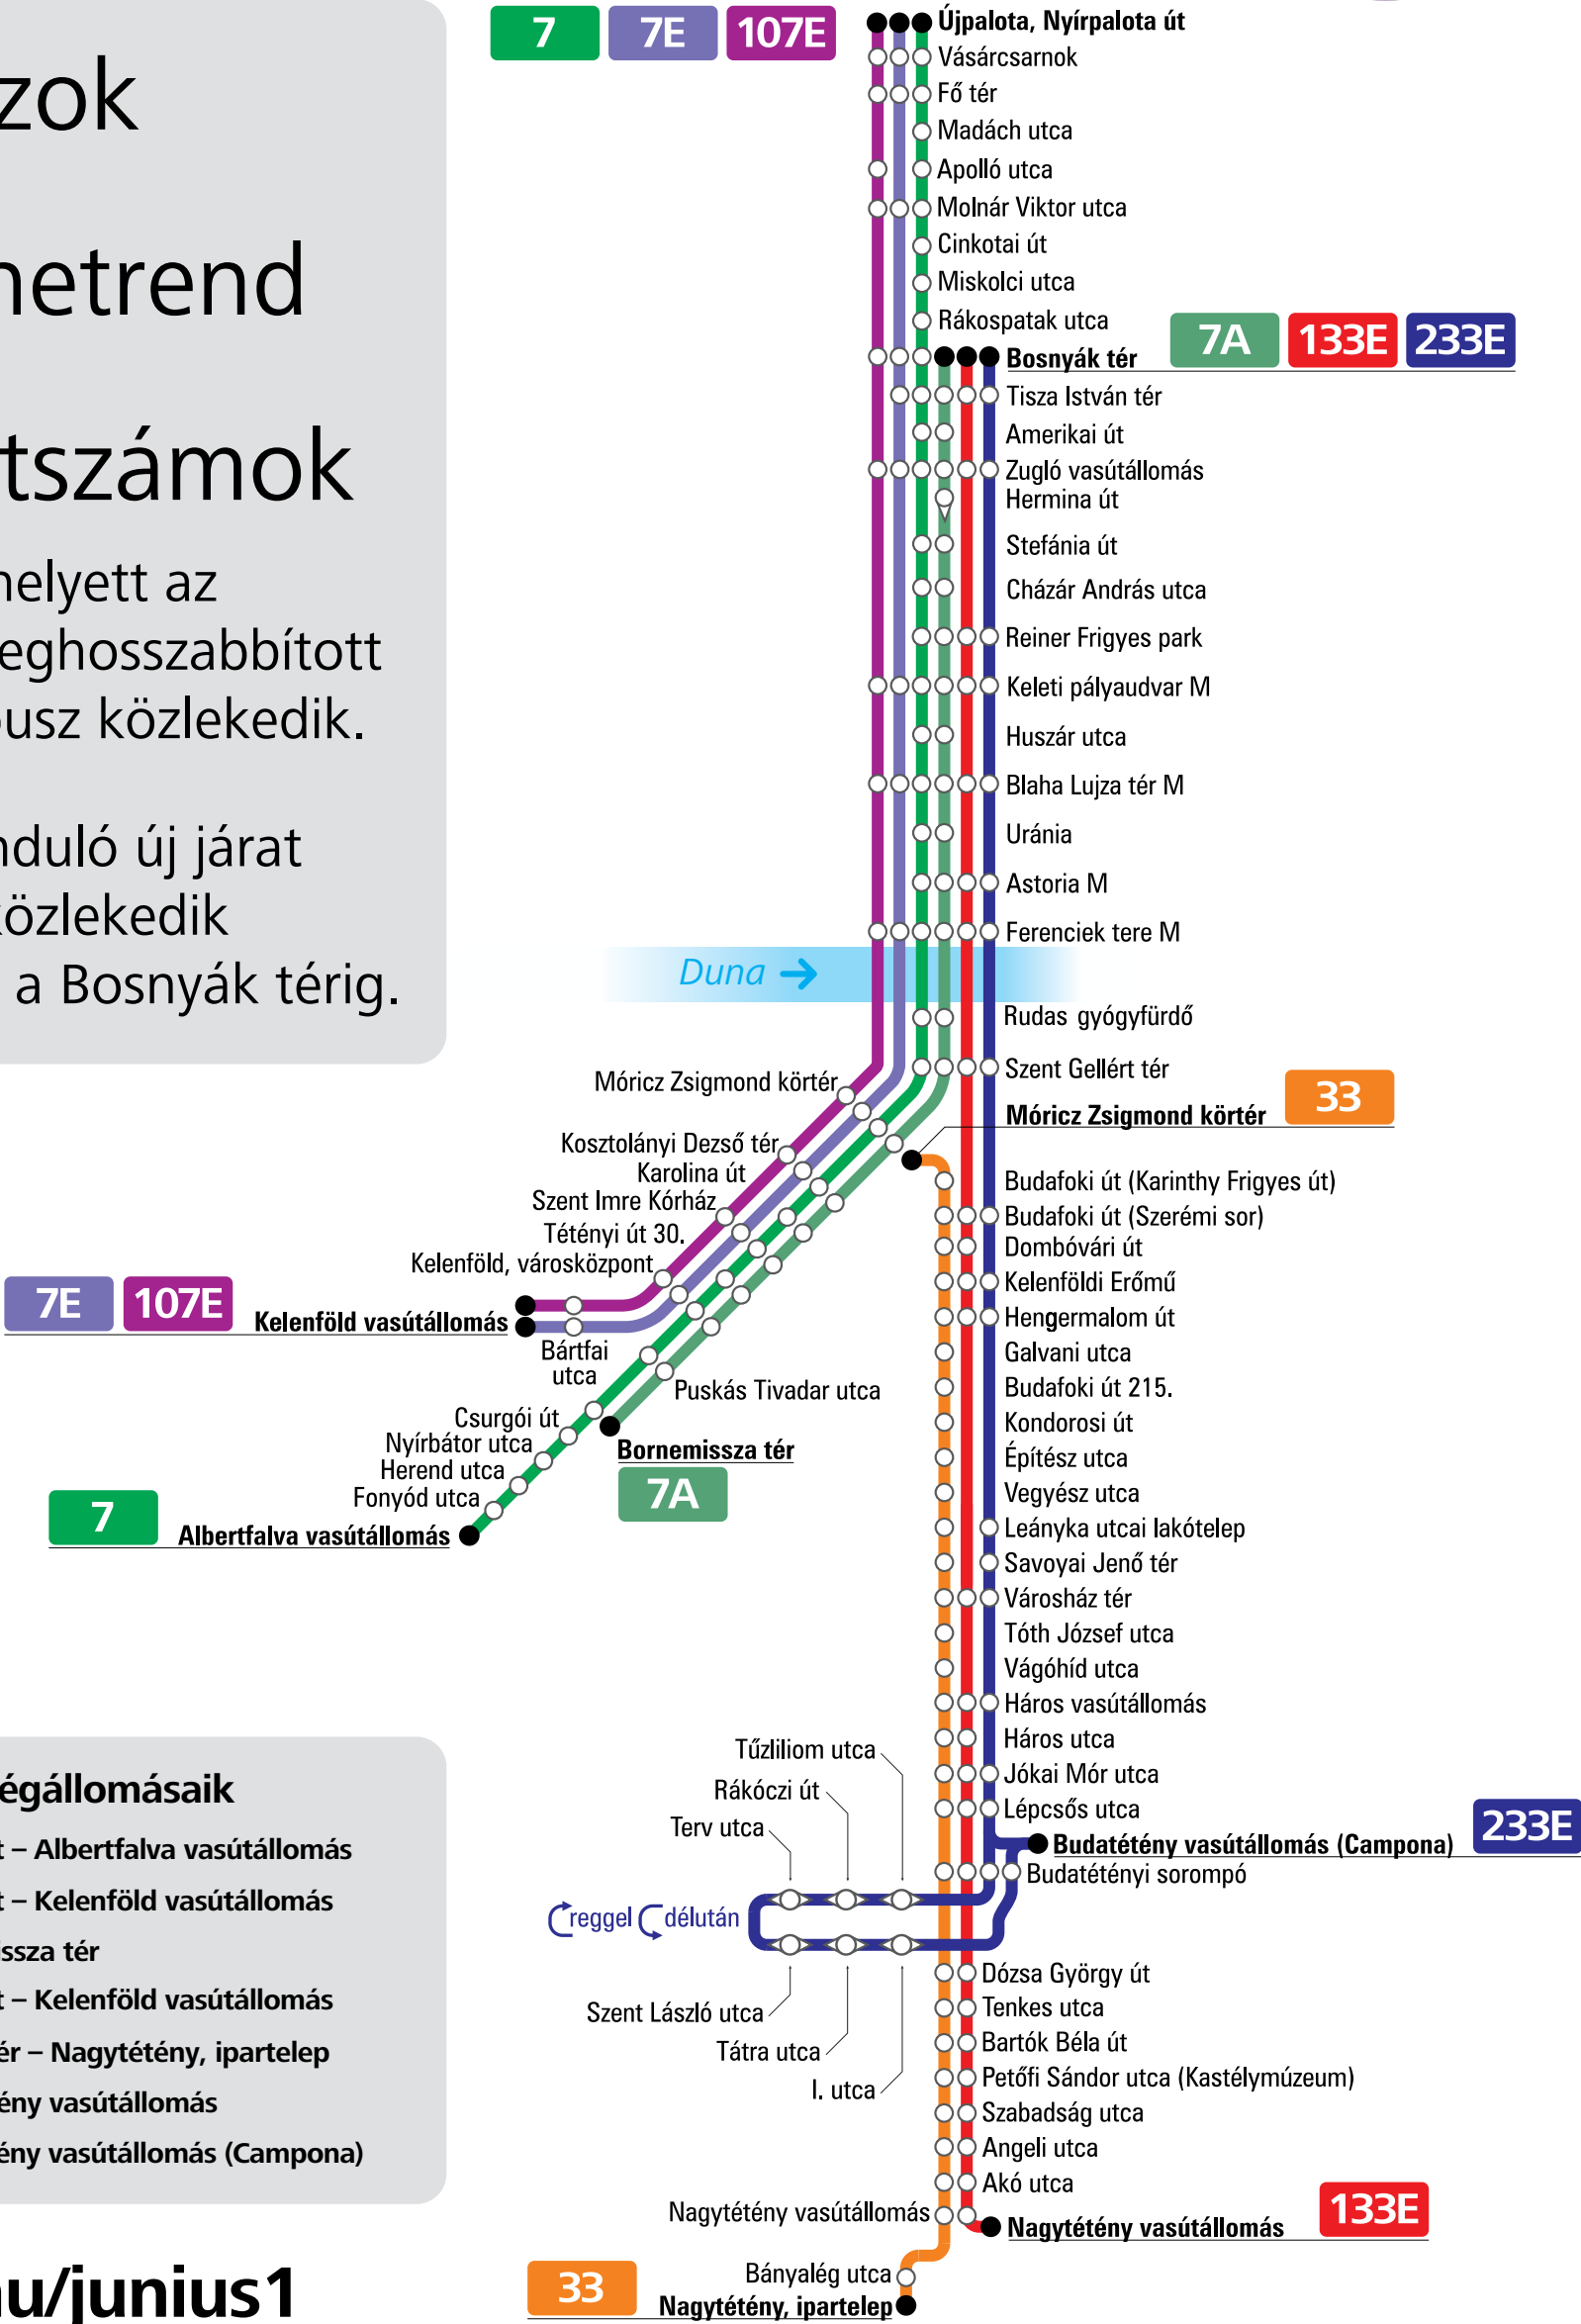 zok
netrend
tszámok
helyett az
eghosszabbított
usz közlekedik.
nduló új járat
közlekedik
a Bosnyák térig.
7 7E 107E
Újpalota, Nyírpalota út
Vásárcsarnok
Fő tér
Madách utca
Apolló utca
Molnár Viktor utca
Cinkotai út
Miskolci utca
Rákospatak utca
7A 133E 233E
Bosnyák tér
Tisza István tér
Amerikai út
Zugló vasútállomás
Hermina út
Stefánia út
Cházár András utca
Reiner Frigyes park
Keleti pályaudvar M
Huszár utca
Blaha Lujza tér M
Uránia
Astoria M
Ferenciek tere M
Duna →
Rudas gyógyfürdő
Szent Gellért tér
Móricz Zsigmond körtér
33
Móricz Zsigmond körtér
Kosztolányi Dezső tér
Karolina út
Szent Imre Kórház
Tétényi út 30.
Kelenföld, városközpont
7E 107E
Kelenföld vasútállomás
Bártfai
utca
Puskás Tivadar utca
Csurgói út
Nyírbátor utca
Herend utca
Fonyód utca
Bornemissza tér
7A
7
Albertfalva vasútállomás
Budafoki út (Karinthy Frigyes út)
Budafoki út (Szerémi sor)
Dombóvári út
Kelenföldi Erőmű
Hengermalom út
Galvani utca
Budafoki út 215.
Kondorosi út
Építész utca
Vegyész utca
Leányka utcai lakótelep
Savoyai Jenő tér
Városház tér
Tóth József utca
Vágóhíd utca
Háros vasútállomás
Háros utca
Jókai Mór utca
Lépcsős utca
233E
Budatétény vasútállomás (Campona)
Budatétényi sorompó
Tűzliliom utca
Rákóczi út
Terv utca
reggel délután
Szent László utca
Tátra utca
I. utca
Dózsa György út
Tenkes utca
Bartók Béla út
Petőfi Sándor utca (Kastélymúzeum)
Szabadság utca
Angeli utca
Akó utca
Nagytétény vasútállomás
133E
Nagytétény vasútállomás
Bányalég utca
33
Nagytétény, ipartelep
égállomásaik
t – Albertfalva vasútállomás
t – Kelenföld vasútállomás
issza tér
t – Kelenföld vasútállomás
ér – Nagytétény, ipartelep
ény vasútállomás
ény vasútállomás (Campona)
hu/junius1